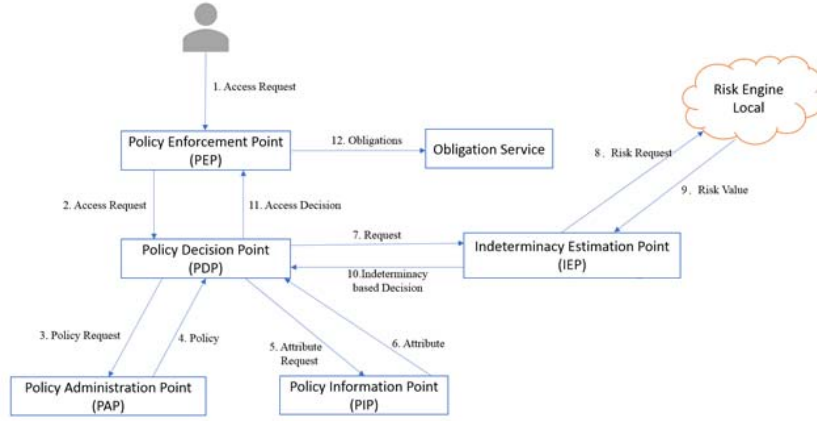 1. Access Request
Risk Engine
Local
Policy Enforcement Point
(PEP)
12. Obligations
Obligation Service
8、Risk Request
9、Risk Value
2. Access Request
11. Access Decision
7. Request
Policy Decision Point
(PDP)
Indeterminacy Estimation Point
(IEP)
10.Indeterminacy
based Decision
3. Policy Request
4. Policy
5. Attribute
Request
6. Attribute
Policy Administration Point
(PAP)
Policy Information Point
(PIP)